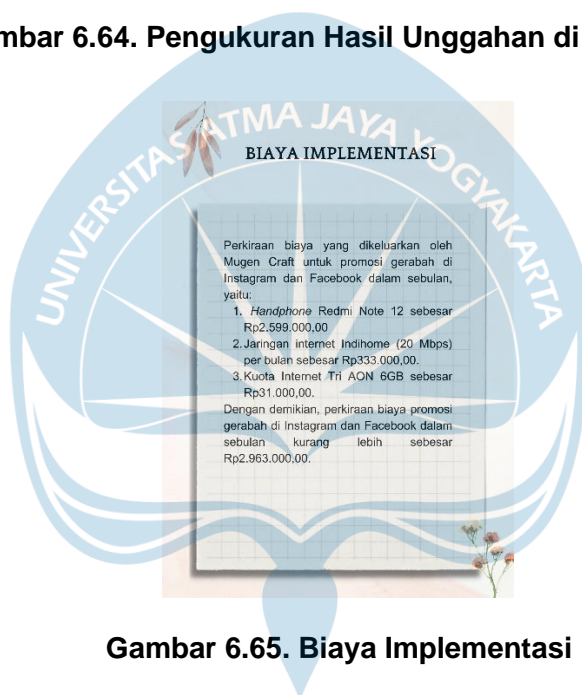 mbar 6.64. Pengukuran Hasil Unggahan di
UNIVERSITAS ATMA JAYA YOGYAKARTA
BIAYA IMPLEMENTASI
Perkiraan biaya yang dikeluarkan oleh
Mugen Craft untuk promosi gerabah di
Instagram dan Facebook dalam sebulan,
yaitu:
1. Handphone Redmi Note 12 sebesar
Rp2.599.000,00
2. Jaringan internet Indihome (20 Mbps)
per bulan sebesar Rp333.000,00.
3. Kuota Internet Tri AON 6GB sebesar
Rp31.000,00.
Dengan demikian, perkiraan biaya promosi
gerabah di Instagram dan Facebook dalam
sebulan kurang lebih sebesar
Rp2.963.000,00.
Gambar 6.65. Biaya Implementasi